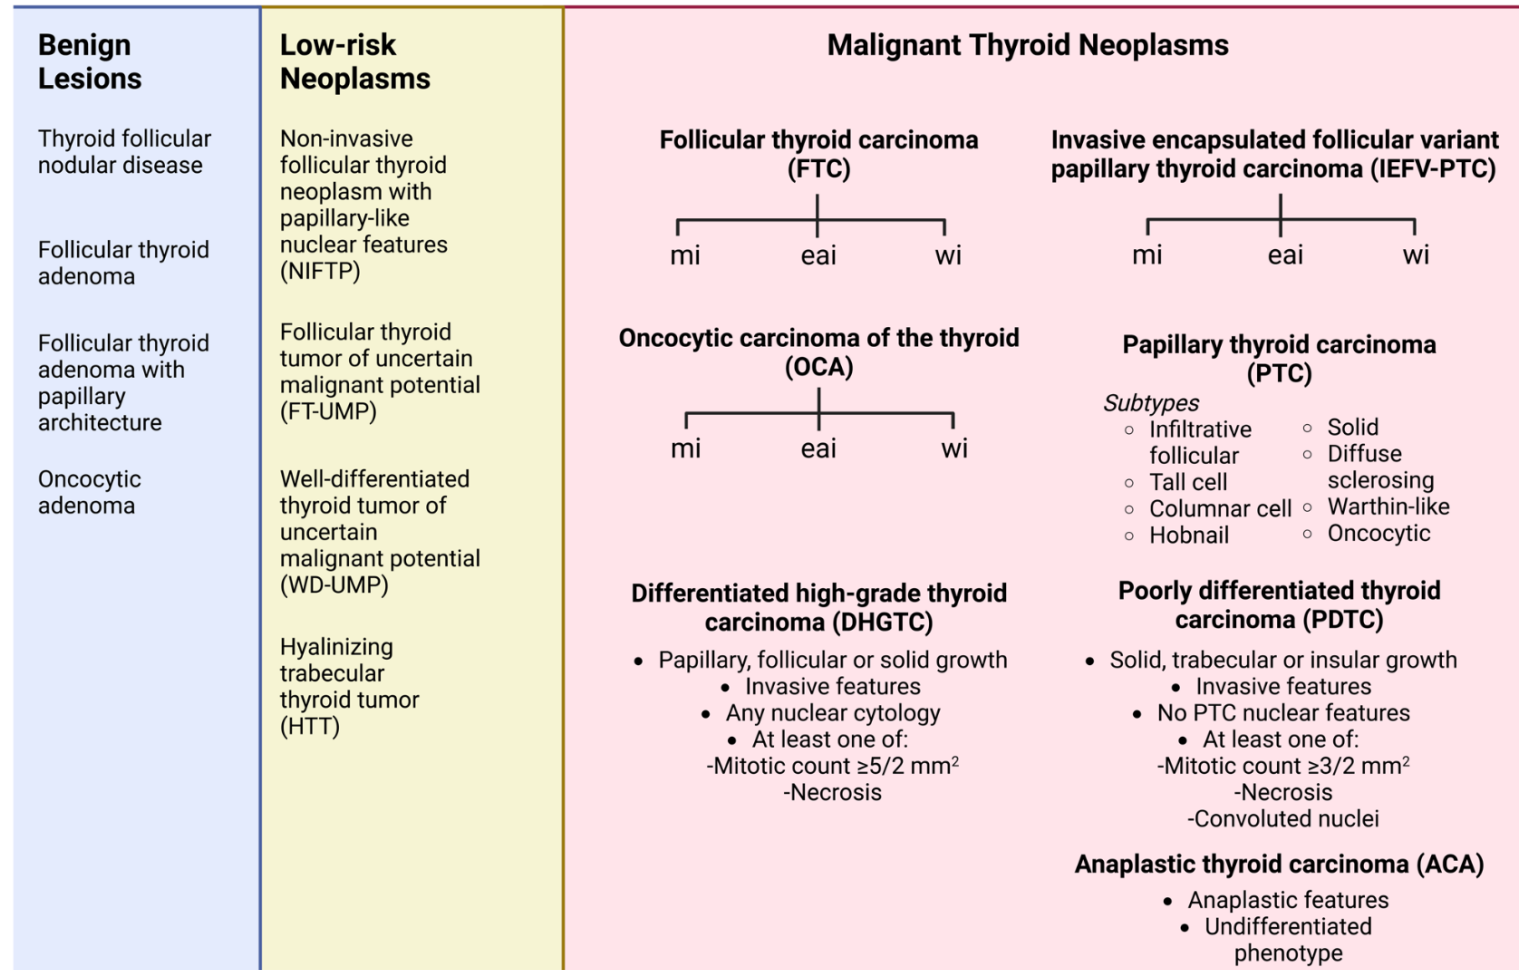 Benign
Lesions
Thyroid follicular
nodular disease
Follicular thyroid
adenoma
Follicular thyroid
adenoma with
papillary
architecture
Oncocytic
adenoma
Low-risk
Neoplasms
Non-invasive
follicular thyroid
neoplasm with
papillary-like
nuclear features
(NIFTP)
Follicular thyroid
tumor of uncertain
malignant potential
(FT-UMP)
Well-differentiated
thyroid tumor of
uncertain
malignant potential
(WD-UMP)
Hyalinizing
trabecular
thyroid tumor
(HTT)
Malignant Thyroid Neoplasms
Follicular thyroid carcinoma
(FTC)
mi eai wi
Invasive encapsulated follicular variant
papillary thyroid carcinoma (IEFV-PTC)
mi eai wi
Oncocytic carcinoma of the thyroid
(OCA)
mi eai wi
Papillary thyroid carcinoma
(PTC)
Subtypes
○ Infiltrative
follicular
○ Tall cell
○ Columnar cell
○ Hobnail
○ Solid
○ Diffuse
sclerosing
○ Warthin-like
○ Oncocytic
Differentiated high-grade thyroid
carcinoma (DHGTC)
• Papillary, follicular or solid growth
• Invasive features
• Any nuclear cytology
• At least one of:
-Mitotic count ≥5/2 mm²
-Necrosis
Poorly differentiated thyroid
carcinoma (PDTC)
• Solid, trabecular or insular growth
• Invasive features
• No PTC nuclear features
• At least one of:
-Mitotic count ≥3/2 mm²
-Necrosis
-Convoluted nuclei
Anaplastic thyroid carcinoma (ACA)
• Anaplastic features
• Undifferentiated
phenotype